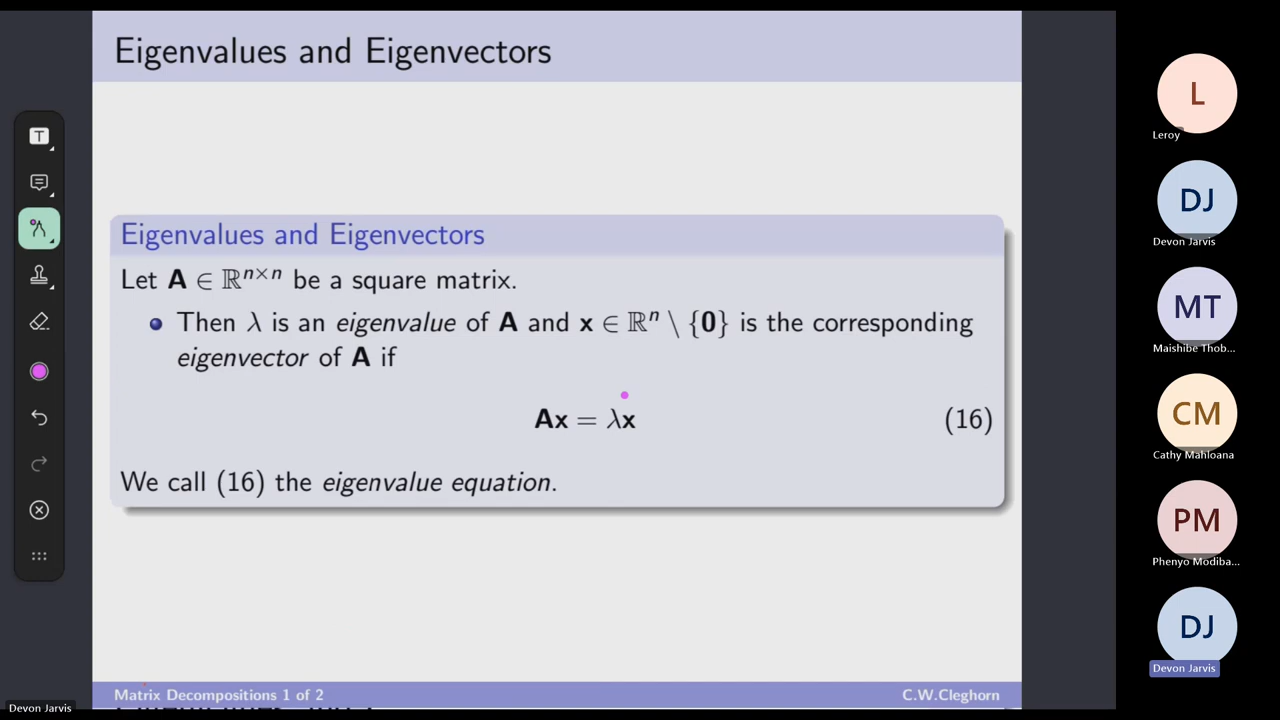 Eigenvalues and Eigenvectors
Eigenvalues and Eigenvectors
Let A ∈ ℝⁿˣⁿ be a square matrix.
Then λ is an eigenvalue of A and x ∈ ℝⁿ \ {0} is the corresponding
eigenvector of A if
Ax = λx (16)
We call (16) the eigenvalue equation.
Matrix Decompositions 1 of 2 C.W.Cleghorn
T
L
Leroy
DJ
Devon Jarvis
MT
Maishibe Thob...
CM
Cathy Mahloana
PM
Phenyo Modiba...
DJ
Devon Jarvis
Devon Jarvis